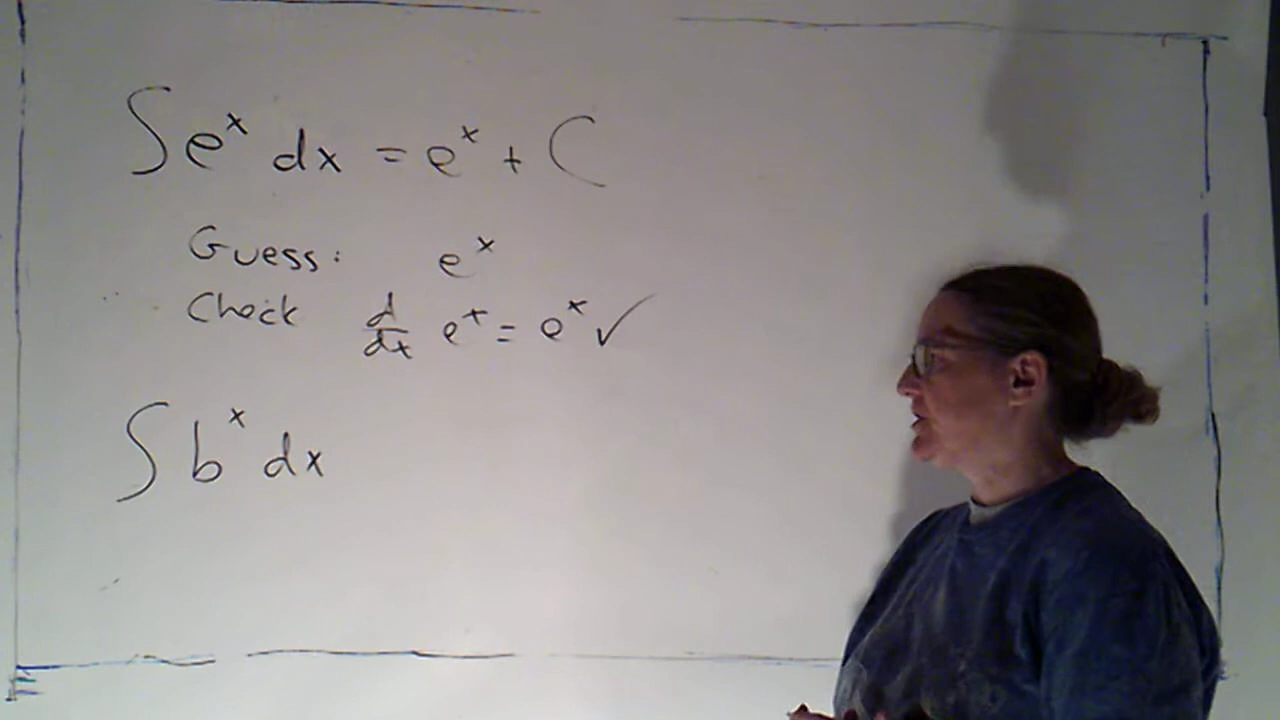 ∫ e^x dx = e^x + C
Guess: e^x
Check d/dx e^x = e^x ✓
∫ b^x dx